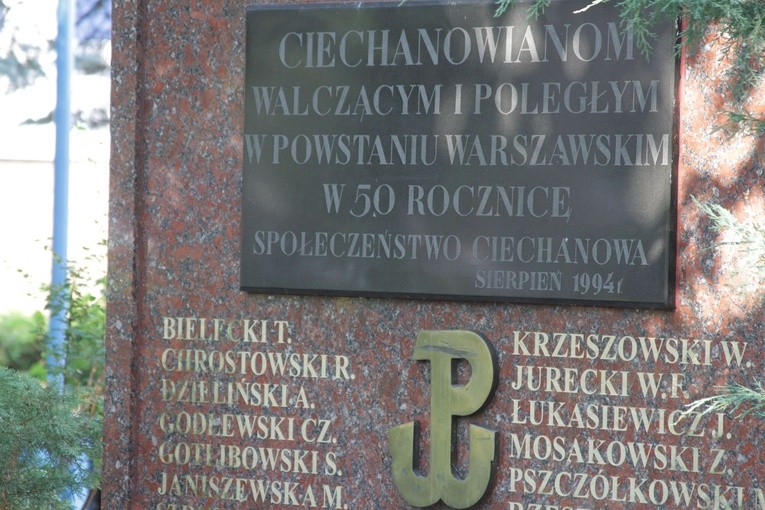 CIECHANOWIANOM
WALCZĄCYM I POLEGŁYM
W POWSTANIU WARSZAWSKIM
W 50 ROCZNICĘ
SPOŁECZEŃSTWO CIECHANOWA
SIERPIEŃ 1994r
BIELECKI T.
CHROSTOWSKI R.
DZIELIŃSKI A.
GODLEWSKI CZ.
GOTLIBOWSKI S.
JANISZEWSKA M.
KRZESZOWSKI W.
JURECKI W.F.
ŁUKASIEWICZ J.
MOSAKOWSKI Ż.
PSZCZÓŁKOWSKI